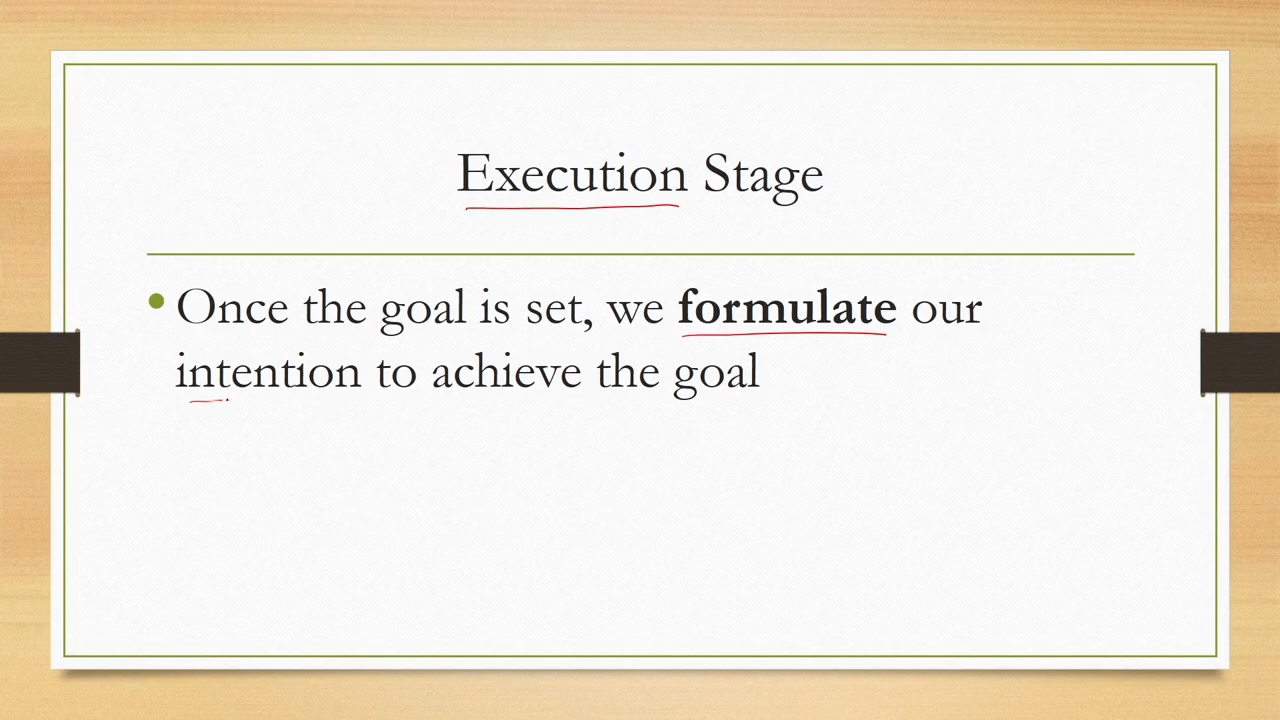 Execution Stage
• Once the goal is set, we formulate our
intention to achieve the goal